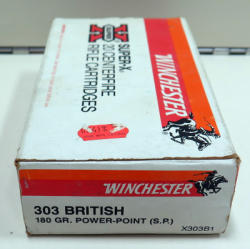 SUPER-X
20 CENTERFIRE
RIFLE CARTRIDGES
WINCHESTER
WINCHESTER
303 BRITISH
180 GR. POWER-POINT (S.P.)
X303B1